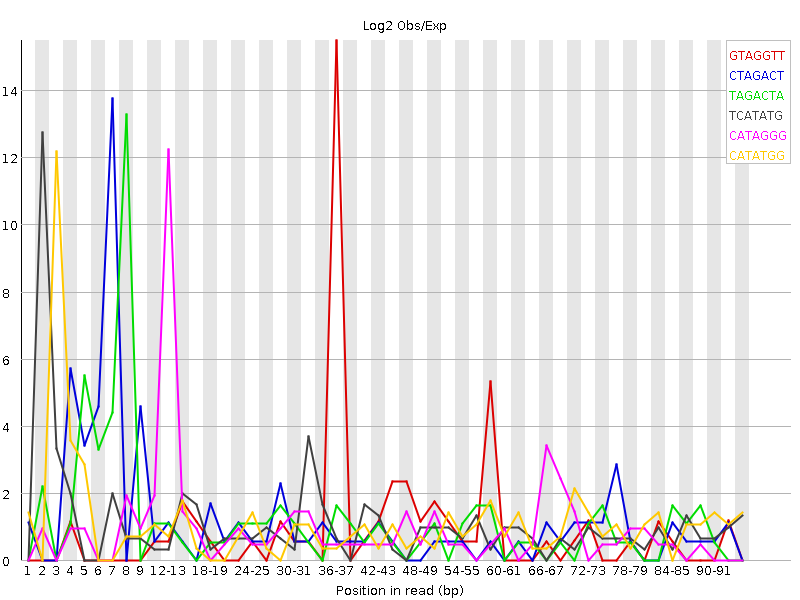 Log2 Obs/Exp
GTAGGTT
CTAGACT
TAGACTA
TCATATG
CATAGGG
CATATGG
14
12
10
8
6
4
2
0
1 2 3 4 5 6 7 8 9 12-13 18-19 24-25 30-31 36-37 42-43 48-49 54-55 60-61 66-67 72-73 78-79 84-85 90-91
Position in read (bp)